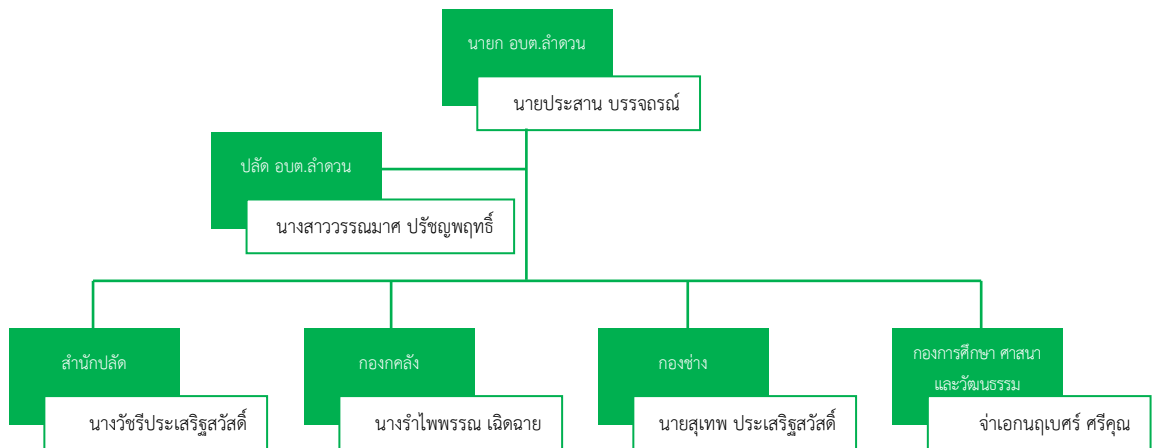 นายก อบต.ลำดวน
นายประสาน บรรจถรณ์
ปลัด อบต.ลำดวน
นางสาววรรณมาศ ปรัชญพฤทธิ์
สำนักปลัด
นางวัชรีประเสริฐสวัสดิ์
กองกคลัง
นางรำไพพรรณ เฉิดฉาย
กองช่าง
นายสุเทพ ประเสริฐสวัสดิ์
กองการศึกษา ศาสนา
และวัฒนธรรม
จ่าเอกนฤเบศร์ ศรีคุณ